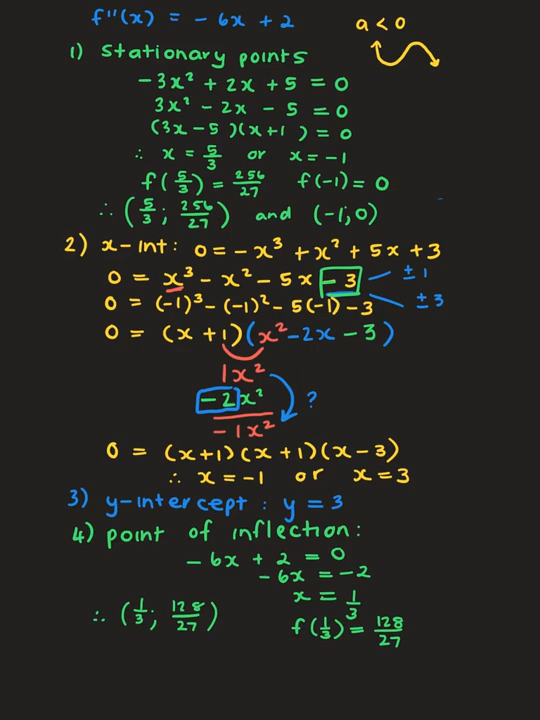 f''(x) = - 6x + 2
a < 0
1) stationary points
-3x² + 2x + 5 = 0
3x² - 2x - 5 = 0
(3x - 5)(x+1 ) = 0
∴ x = 5/3 or x = -1
f(5/3) = 256/27 f(-1) = 0
∴ (5/3 ; 256/27) and (-1; 0)
2) x-int: 0 = - x³ + x² + 5x + 3
0 = x³ - x² - 5x - 3 ± 1
0 = (-1)³ - (-1)² - 5(-1) - 3 ± 3
0 = (x + 1)(x² - 2x - 3)
1x²
-2x² ?
-1x²
0 = (x+1)(x+1)(x-3)
∴ x = -1 or x = 3
3) y-intercept : y = 3
4) point of inflection:
-6x + 2 = 0
-6x = -2
x = 1/3
∴ (1/3 ; 128/27) f(1/3) = 128/27